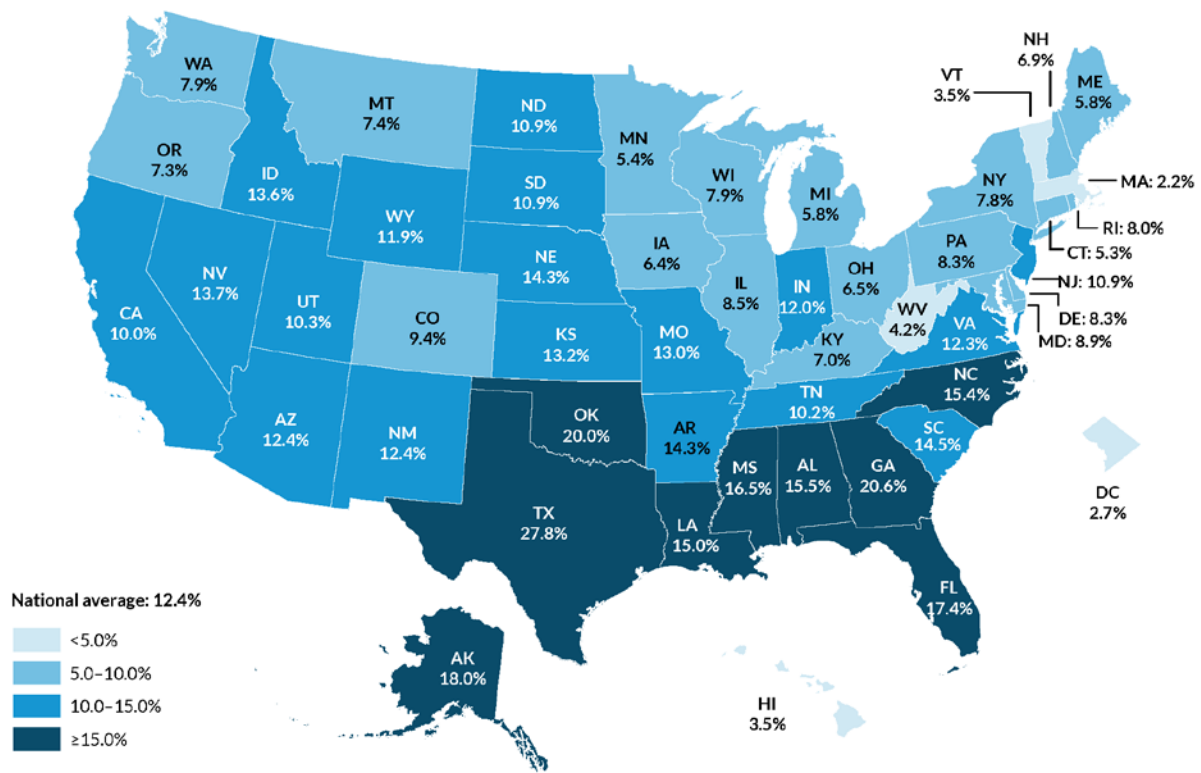 NH
6.9%
VT
3.5%
ME
5.8%
WA
7.9%
MT
7.4%
ND
10.9%
MN
5.4%
OR
7.3%
ID
13.6%
SD
10.9%
WI
7.9%
MI
5.8%
NY
7.8%
MA: 2.2%
RI: 8.0%
CT: 5.3%
WY
11.9%
IA
6.4%
PA
8.3%
NE
14.3%
NV
13.7%
UT
10.3%
IL
8.5%
IN
12.0%
OH
6.5%
NJ: 10.9%
DE: 8.3%
MD: 8.9%
CA
10.0%
CO
9.4%
KS
13.2%
MO
13.0%
KY
7.0%
WV
4.2%
VA
12.3%
NC
15.4%
TN
10.2%
AZ
12.4%
NM
12.4%
OK
20.0%
AR
14.3%
SC
14.5%
MS
16.5%
AL
15.5%
GA
20.6%
DC
2.7%
TX
27.8%
LA
15.0%
FL
17.4%
National average: 12.4%
<5.0%
5.0–10.0%
10.0–15.0%
≥15.0%
AK
18.0%
HI
3.5%